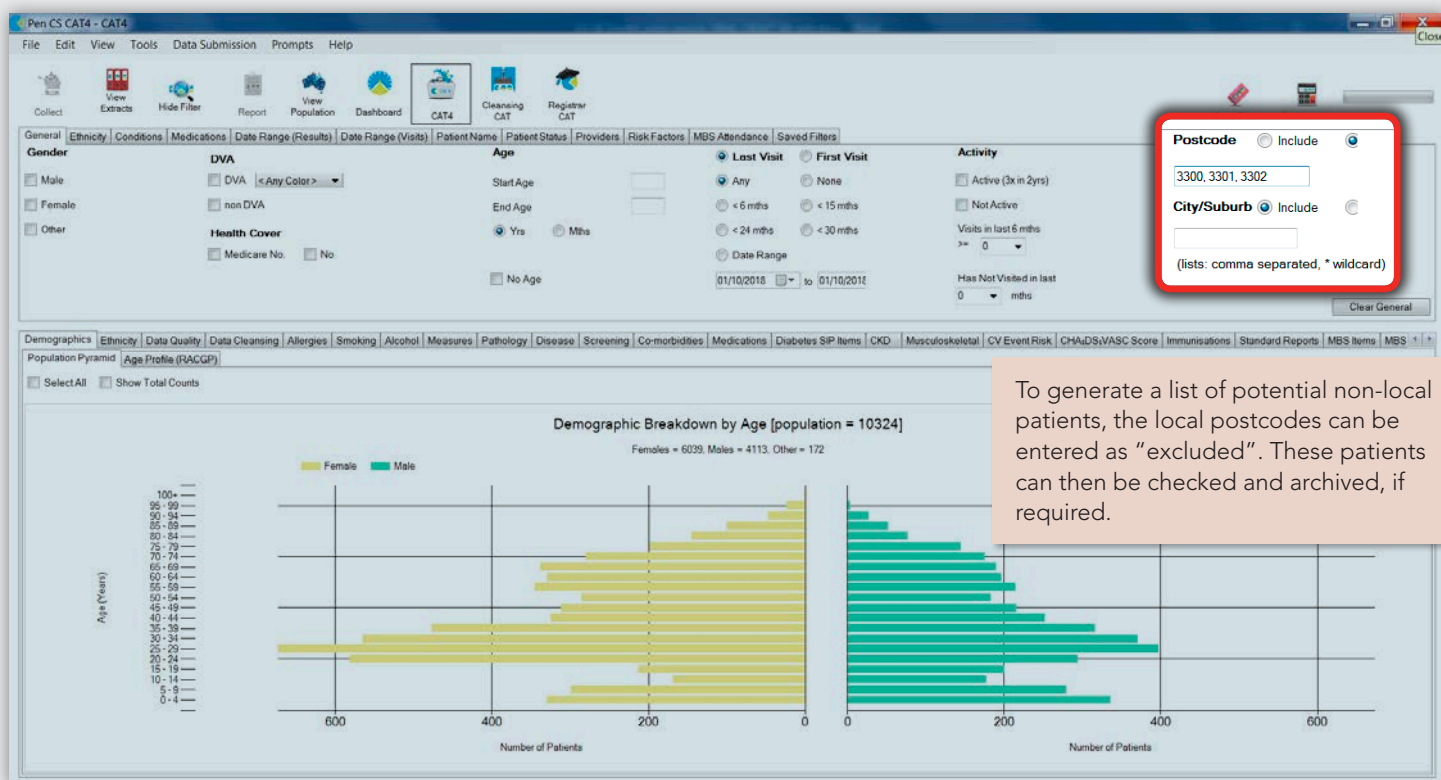 Pen CS CAT4 - CAT4
Close
File Edit View Tools Data Submission Prompts Help
Collect
View Extracts
Hide Filter
Report
View Population
Dashboard
CAT4
Cleansing CAT
Registrar CAT
General Ethnicity Conditions Medications Date Range (Results) Date Range (Visits) Patient Name Patient Status Providers Risk Factors MBS Attendance Saved Filters
Gender
Male
Female
Other
DVA
DVA <Any Color>
non DVA
Health Cover
Medicare No. No
Age
Start Age
End Age
Yrs Mths
No Age
Last Visit First Visit
Any None
< 6 mths < 15 mths
< 24 mths < 30 mths
Date Range
01/10/2018 to 01/10/2018
Activity
Active (3x in 2yrs)
Not Active
Visits in last 6 mths
>= 0
Has Not Visited in last
0 mths
Postcode Include
3300, 3301, 3302
City/Suburb Include
(lists: comma separated, * wildcard)
Clear General
Demographics Ethnicity Data Quality Data Cleansing Allergies Smoking Alcohol Measures Pathology Disease Screening Co-morbidities Medications Diabetes SIP Items CKD Musculoskeletal CV Event Risk CHA₂DS₂VASC Score Immunisations Standard Reports MBS Items MBS
Population Pyramid Age Profile (RACGP)
Select All Show Total Counts
To generate a list of potential non-local
patients, the local postcodes can be
entered as “excluded”. These patients
can then be checked and archived, if
required.
Demographic Breakdown by Age [population = 10324]
Females = 6039, Males = 4113, Other = 172
Female Male
Age (Years)
100+
95 - 99
90 - 94
85 - 89
80 - 84
75 - 79
70 - 74
65 - 69
60 - 64
55 - 59
50 - 54
45 - 49
40 - 44
35 - 39
30 - 34
25 - 29
20 - 24
15 - 19
10 - 14
5 - 9
0 - 4
600 400 200 0 0 200 400 600
Number of Patients Number of Patients